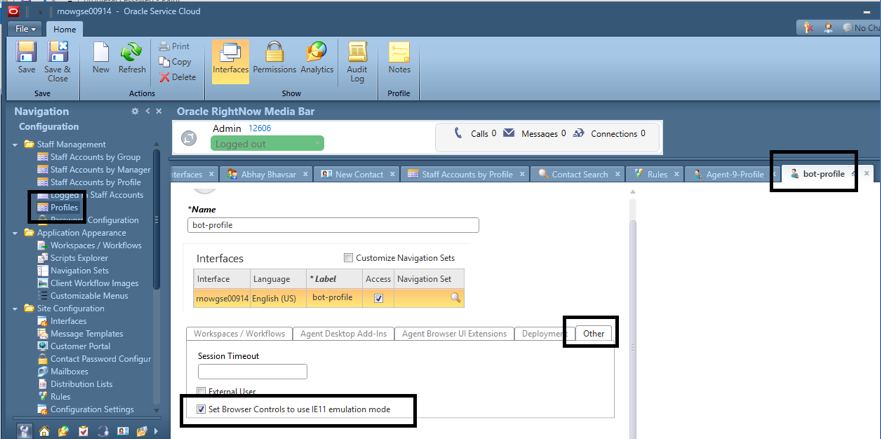 rnowgse00914 - Oracle Service Cloud
File Home
No Cha
Save Save & Close New Refresh Print Copy Delete Interfaces Permissions Analytics Audit Log Notes
Save Actions Show Profile
Navigation
Configuration
Staff Management
Staff Accounts by Group
Staff Accounts by Manager
Staff Accounts by Profile
Logged in Staff Accounts
Profiles
Password Configuration
Application Appearance
Workspaces / Workflows
Scripts Explorer
Navigation Sets
Client Workflow Images
Customizable Menus
Site Configuration
Interfaces
Message Templates
Customer Portal
Contact Password Configur
Mailboxes
Distribution Lists
Rules
Configuration Settings
Oracle RightNow Media Bar
Admin 12606
Logged out
Calls 0 Messages 0 Connections 0
nterfaces Abhay Bhavsar New Contact Staff Accounts by Profile Contact Search Rules Agent-9-Profile bot-profile
*Name
bot-profile
Interfaces Customize Navigation Sets
Interface Language * Label Access Navigation Set
rnowgse00914 English (US) bot-profile
Workspaces / Workflows Agent Desktop Add-Ins Agent Browser UI Extensions Deployment Other
Session Timeout
External User
Set Browser Controls to use IE11 emulation mode